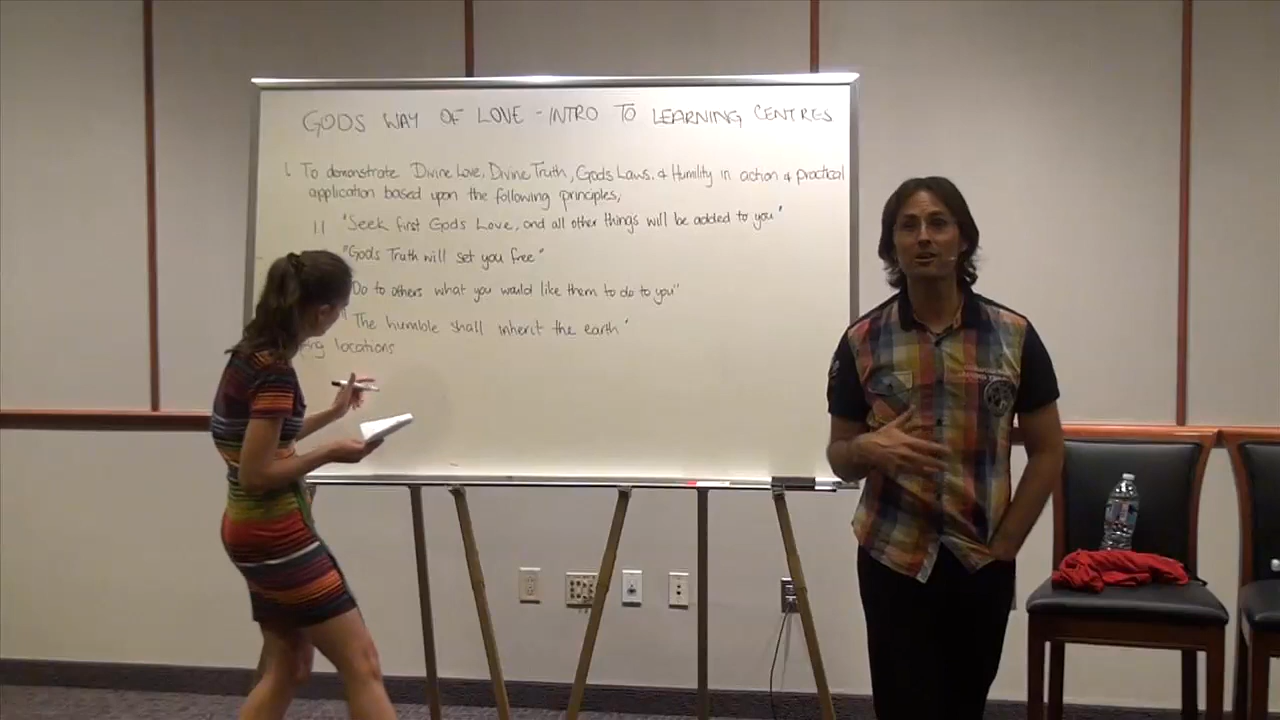 GODS WAY OF LOVE - INTRO TO LEARNING CENTRES
1. To demonstrate Divine Love, Divine Truth, Gods Laws, & Humility in action & practical
application based upon the following principles;
"Seek first Gods Love, and all other things will be added to you"
"Gods Truth will set you free"
Do to others what you would like them to do to you"
"The humble shall inherit the earth"
locations